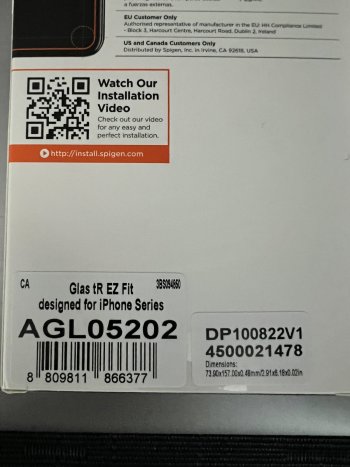 a fuerzas externas.
EU Customer Only
Authorised representative of manufacturer in the EU: HH Compliance Limited
- Block 3, Harcourt Centre, Harcourt Road, Dublin 2, Ireland
US and Canada Customers Only
Distributed by Spigen, Inc. in Irvine, CA 92618, USA
Watch Our
Installation
Video
Check out our video
for any easy and
perfect installation.
http://install.spigen.com
CA
Glas tR EZ Fit
designed for iPhone Series
AGL05202
8 809811 866377
DP100822V1
4500021478
Dimensions:
73.90x157.00x0.48mm/2.91x6.18x0.02in